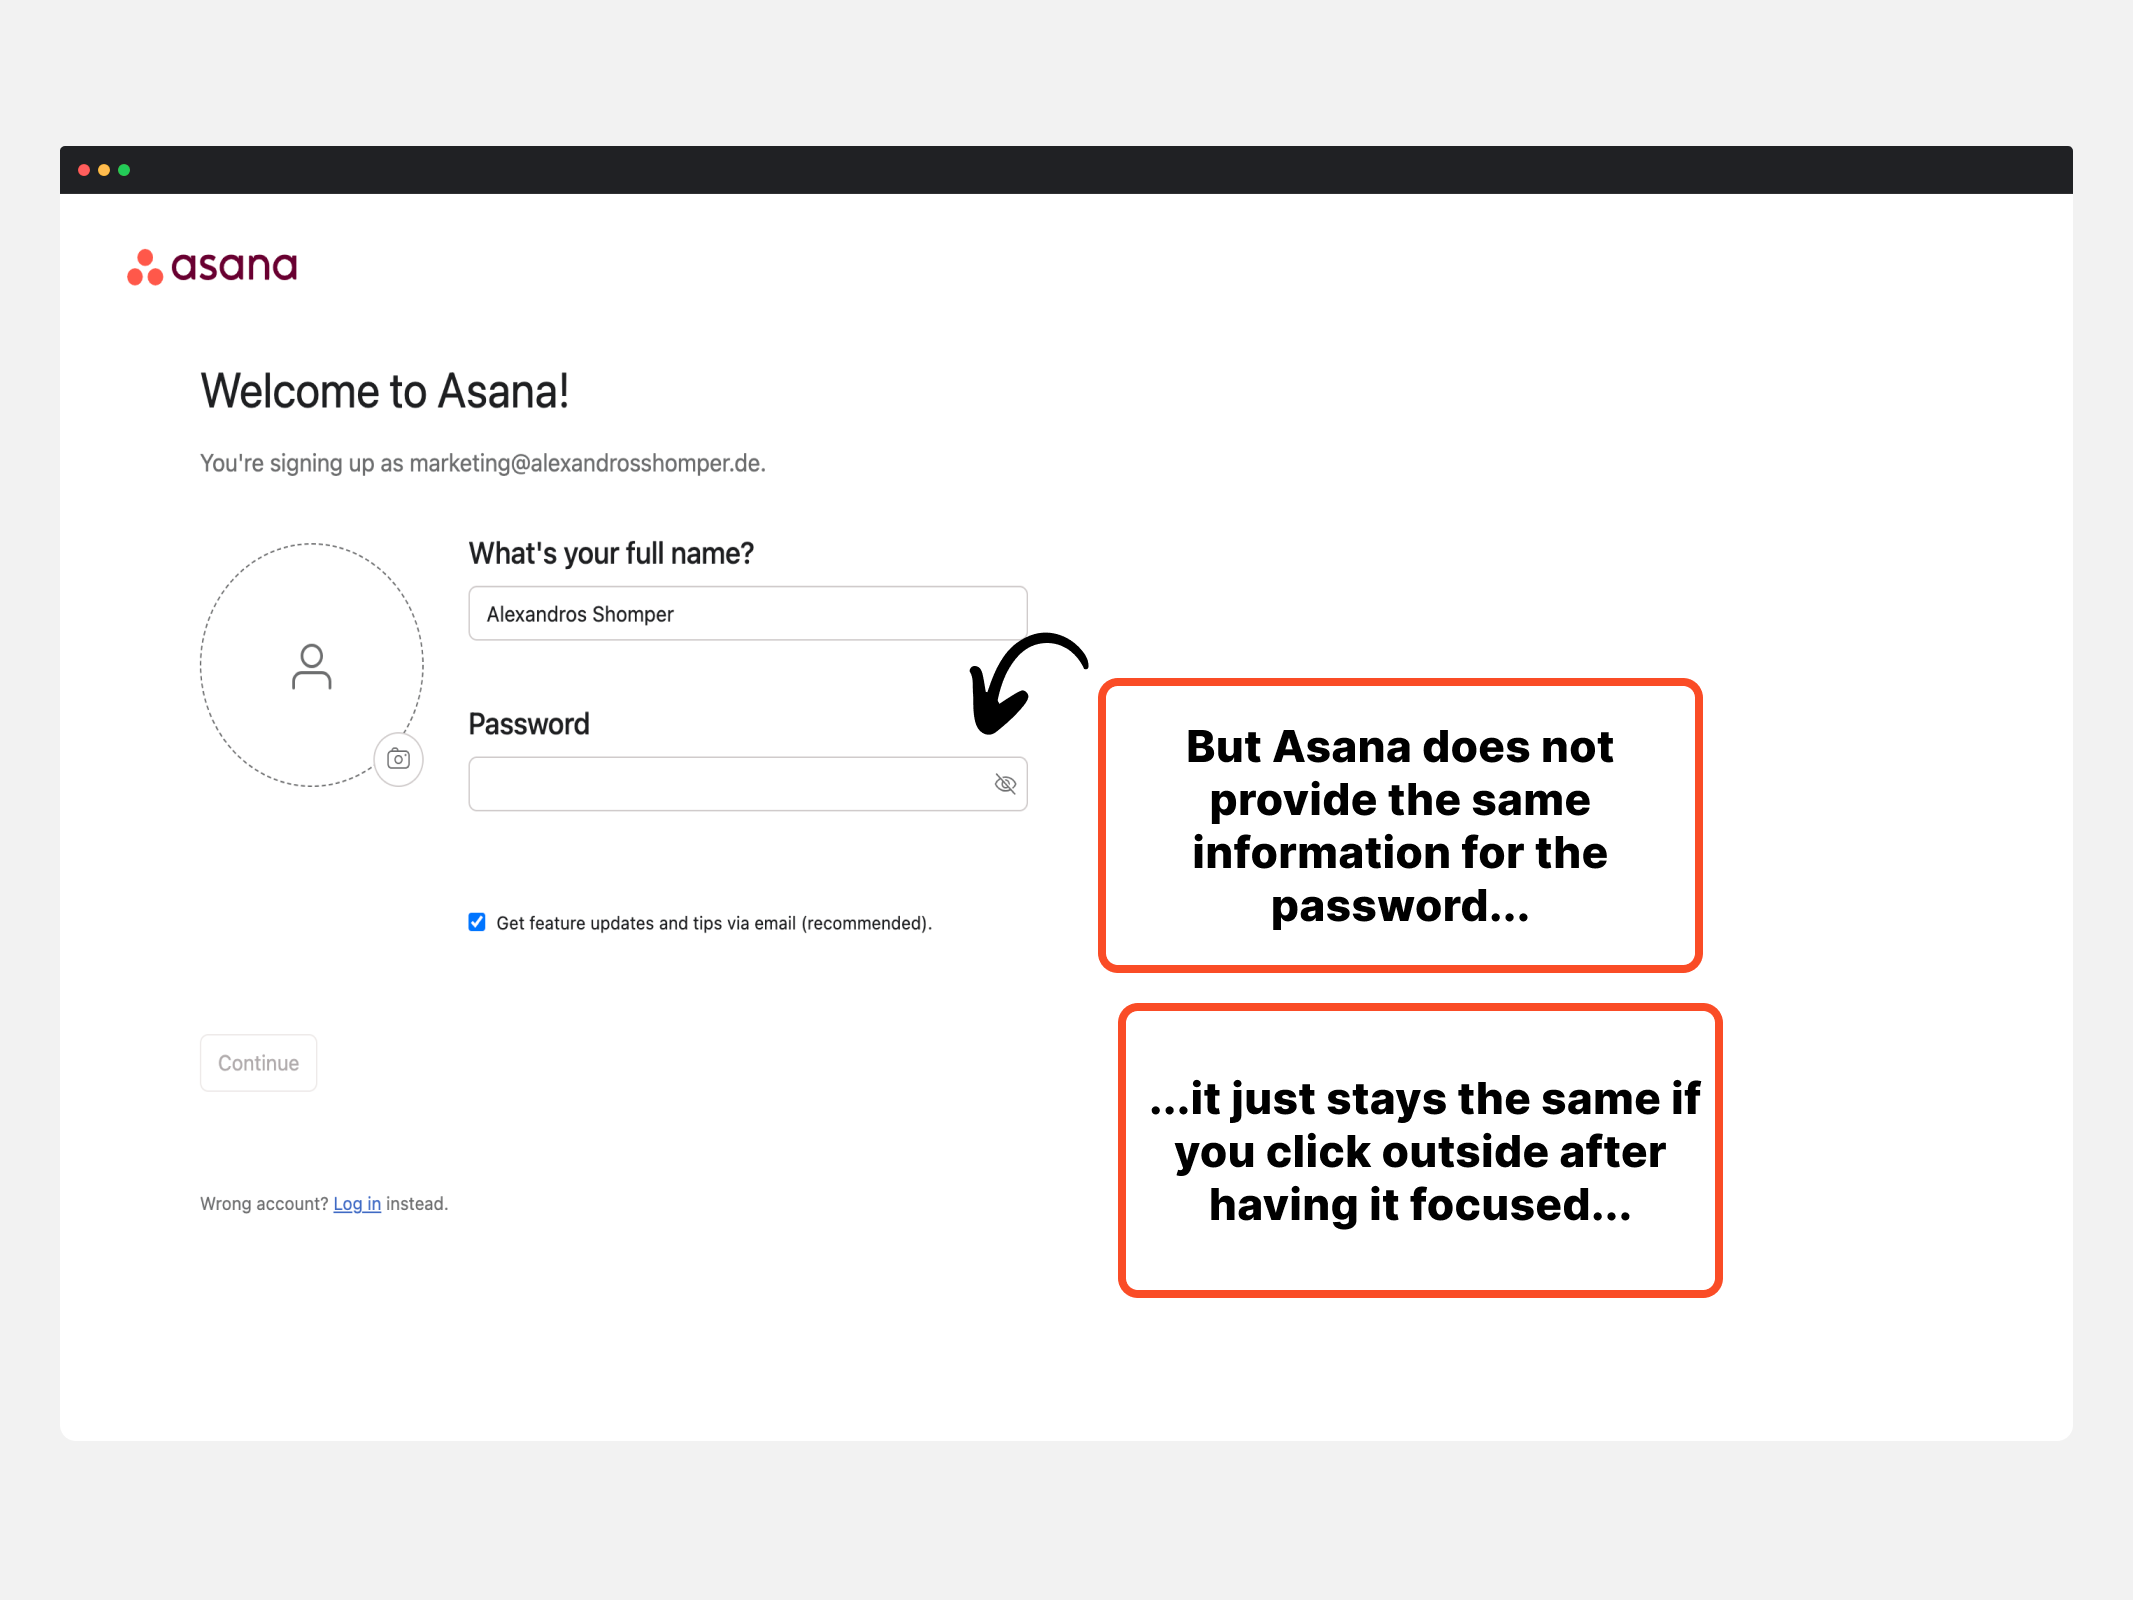 asana
Welcome to Asana!
You're signing up as marketing@alexandrosshomper.de.
What's your full name?
Alexandros Shomper
Password
Get feature updates and tips via email (recommended).
Continue
Wrong account? Log in instead.
But Asana does not
provide the same
information for the
password...
...it just stays the same if
you click outside after
having it focused...